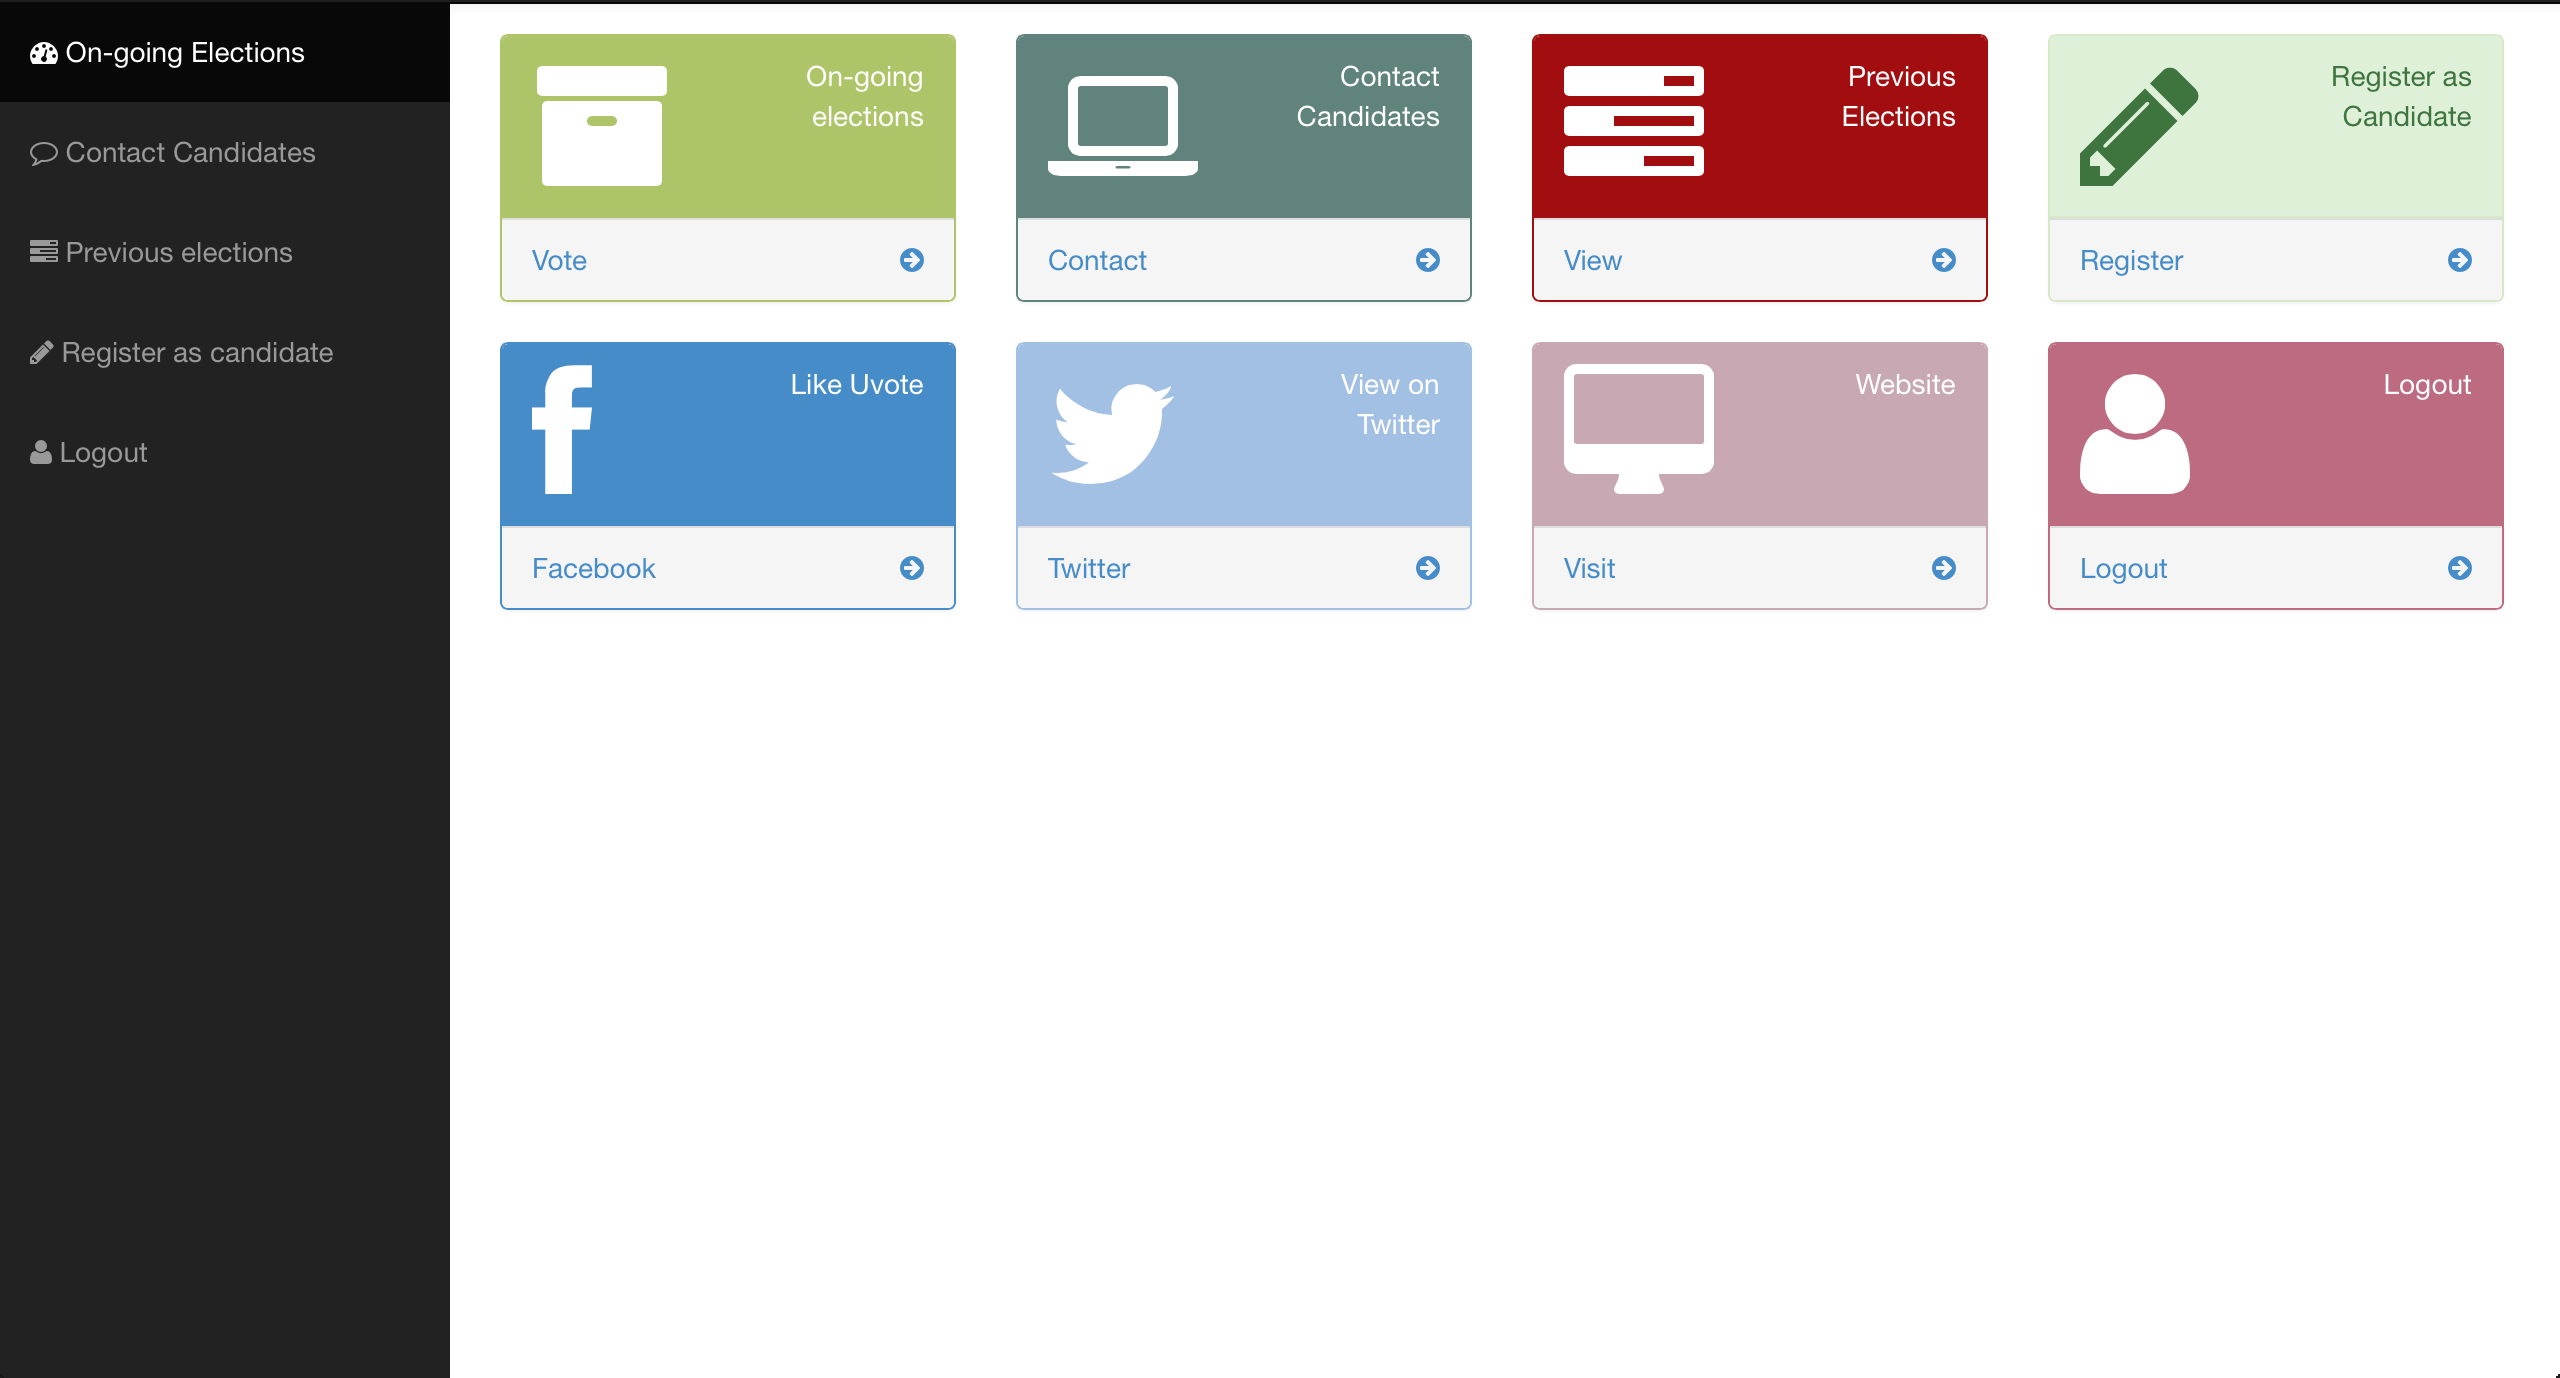 On-going Elections
Contact Candidates
Previous elections
Register as candidate
Logout
On-going
elections
Vote
Contact
Candidates
Contact
Previous
Elections
View
Register as
Candidate
Register
Like Uvote
Facebook
View on
Twitter
Twitter
Website
Visit
Logout
Logout